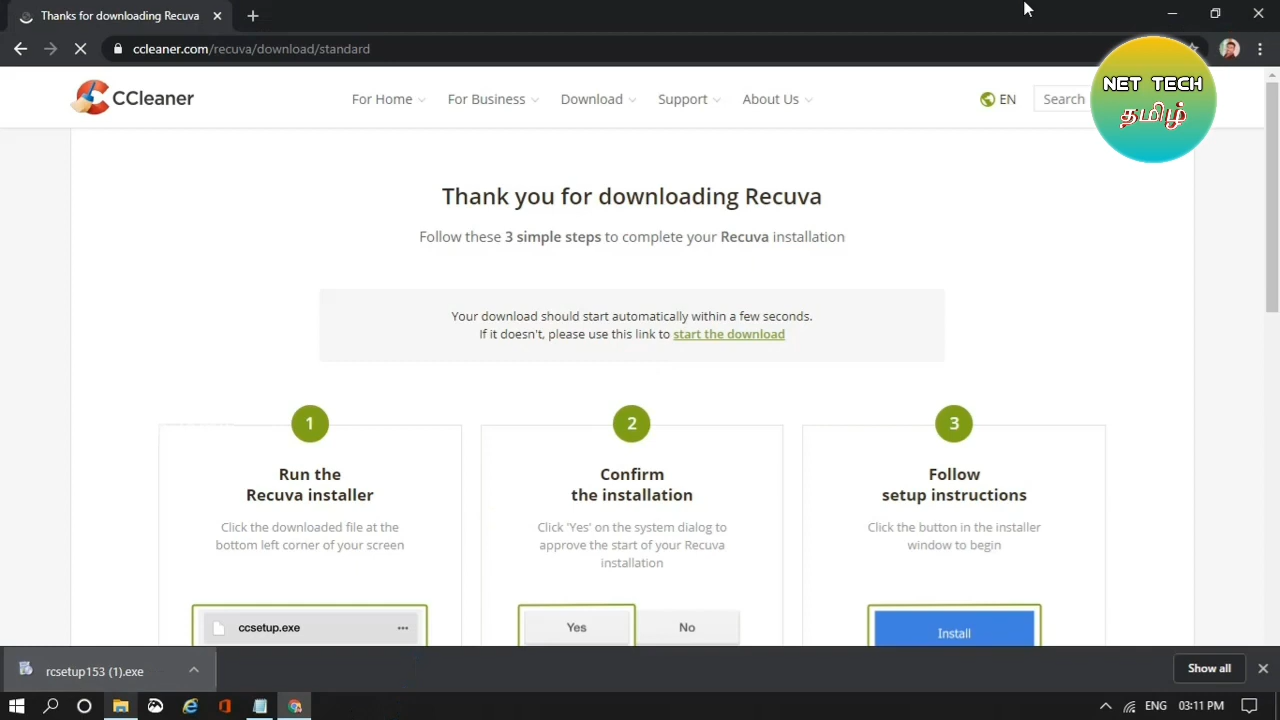 Thanks for downloading Recuva
ccleaner.com/recuva/download/standard
CCleaner
For Home
For Business
Download
Support
About Us
EN
Search
NET TECH
தமிழ்
Thank you for downloading Recuva
Follow these 3 simple steps to complete your Recuva installation
Your download should start automatically within a few seconds.
If it doesn't, please use this link to start the download
1
Run the
Recuva installer
Click the downloaded file at the
bottom left corner of your screen
ccsetup.exe
2
Confirm
the installation
Click 'Yes' on the system dialog to
approve the start of your Recuva
installation
Yes
No
3
Follow
setup instructions
Click the button in the installer
window to begin
Install
rcsetup153 (1).exe
Show all
ENG
03:11 PM